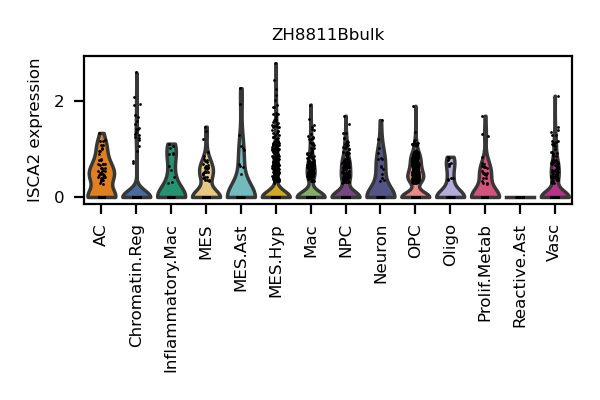 ZH8811Bbulk
ISCA2 expression
2
0
AC
Chromatin.Reg
Inflammatory.Mac
MES
MES.Ast
MES.Hyp
Mac
NPC
Neuron
OPC
Oligo
Prolif.Metab
Reactive.Ast
Vasc